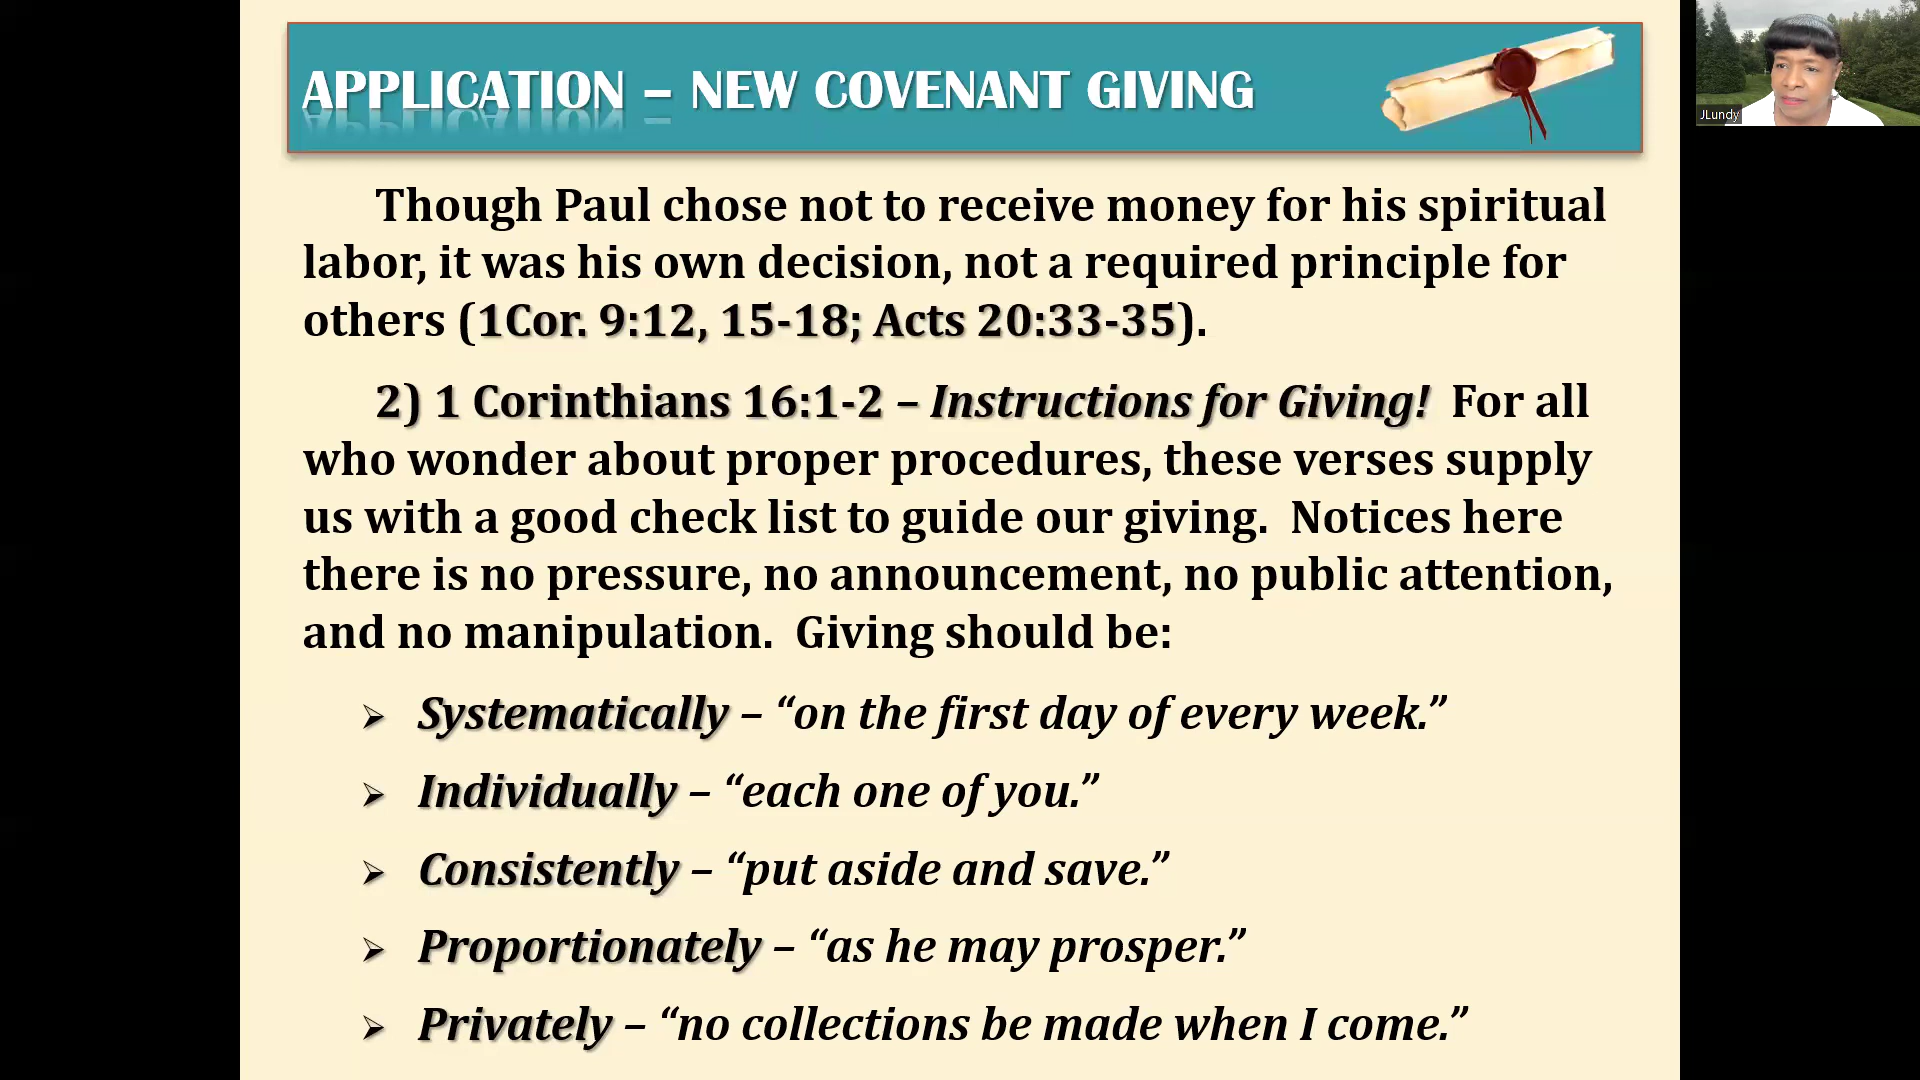 APPLICATION – NEW COVENANT GIVING
JLundy
Though Paul chose not to receive money for his spiritual
labor, it was his own decision, not a required principle for
others (1Cor. 9:12, 15-18; Acts 20:33-35).
2) 1 Corinthians 16:1-2 – Instructions for Giving!  For all
who wonder about proper procedures, these verses supply
us with a good check list to guide our giving.  Notices here
there is no pressure, no announcement, no public attention,
and no manipulation.  Giving should be:
➢ Systematically – “on the first day of every week.”
➢ Individually – “each one of you.”
➢ Consistently – “put aside and save.”
➢ Proportionately – “as he may prosper.”
➢ Privately – “no collections be made when I come.”